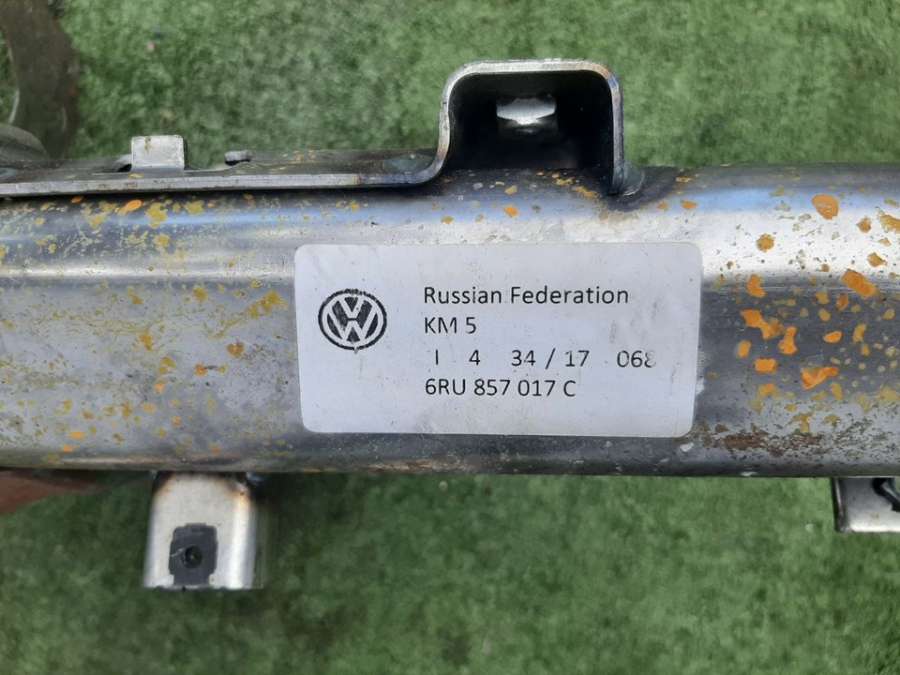 Russian Federation
KM 5
4 34 / 17 068
6RU 857 017 C